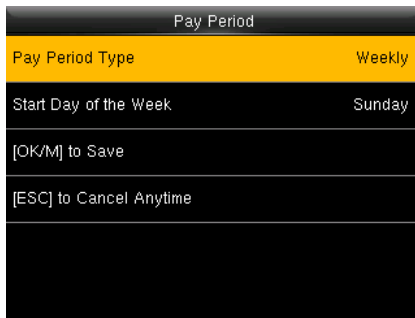 Pay Period
Pay Period Type Weekly
Start Day of the Week Sunday
[OK/M] to Save
[ESC] to Cancel Anytime